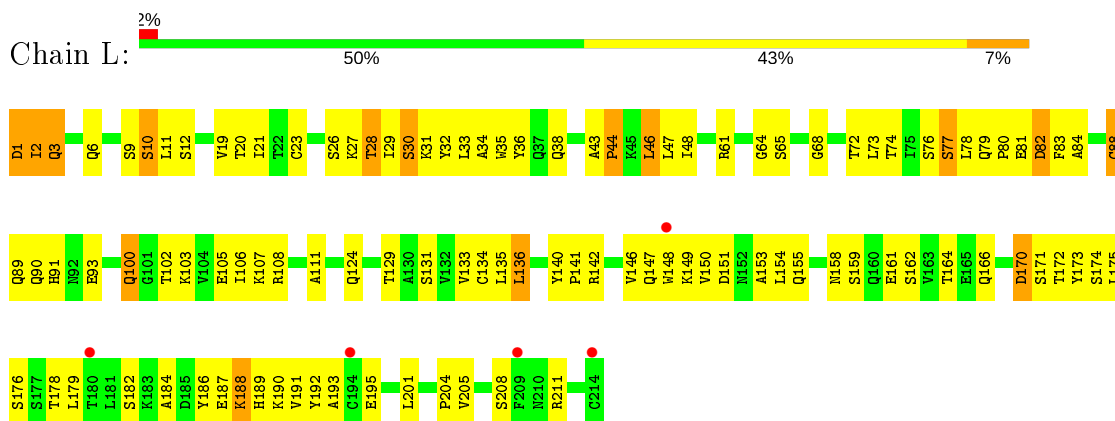 2%
Chain L:
50% 43% 7%
D1 I2 Q3 Q6 S9 S10 L11 S12 V19 T20 I21 T22 C23 S26 K27 T28 I29 S30 K31 Y32 L33 A34 W35 Y36 Q37 Q38 A43 P44 K45 L46 L47 I48 R61 G64 S65 G68 T72 L73 T74 I75 S76 S77 L78 Q79 P80 E81 D82 F83 A84 C88
Q89 Q90 H91 N92 E93 Q100 G101 T102 K103 V104 E105 I106 K107 R108 A111 Q124 T129 A130 S131 V132 V133 C134 L135 L136 Y140 P141 R142 V146 Q147 W148 K149 V150 D151 N152 A153 L154 Q155 N158 S159 Q160 E161 S162 V163 T164 E165 Q166 D170 S171 T172 Y173 S174 L175
S176 S177 T178 L179 T180 L181 S182 K183 A184 D185 Y186 E187 K188 H189 K190 V191 Y192 A193 C194 E195 L201 P204 V205 S208 F209 N210 R211 C214